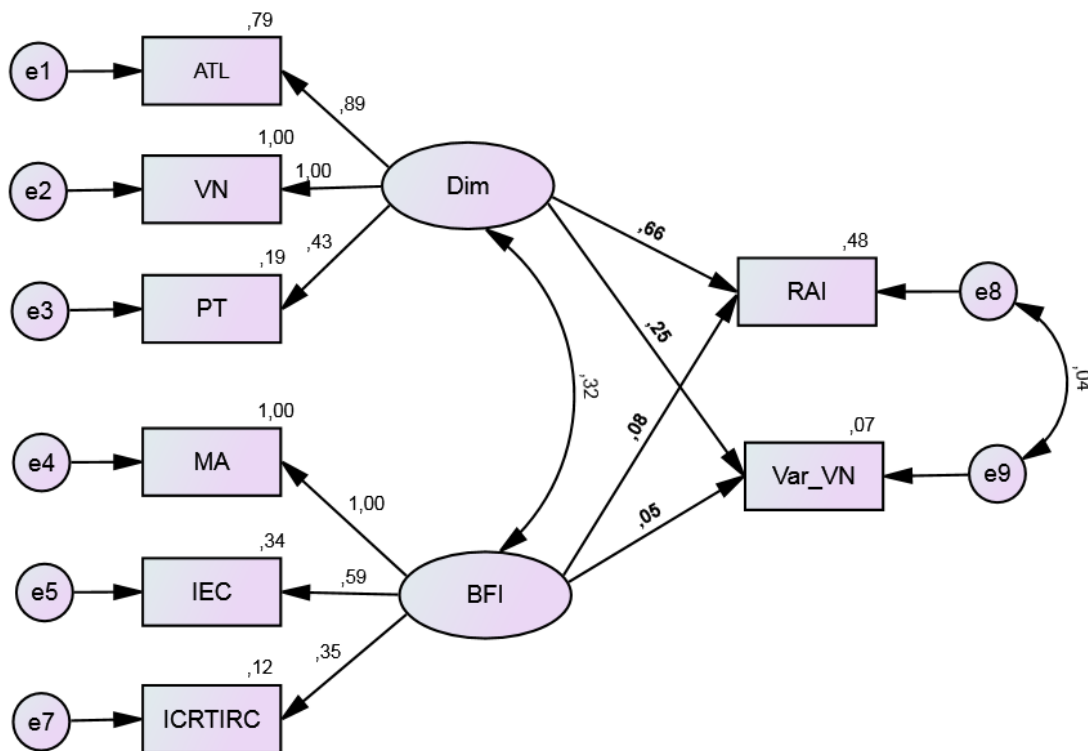 ,79
e1
ATL
,89
1,00
e2
VN
1,00
Dim
,43
,19
e3
PT
,66
,48
RAI
e8
,25
,32
,04
,08
1,00
e4
MA
1,00
,07
Var_VN
e9
,05
,34
e5
IEC
,59
BFI
,35
,12
e7
ICRTIRC